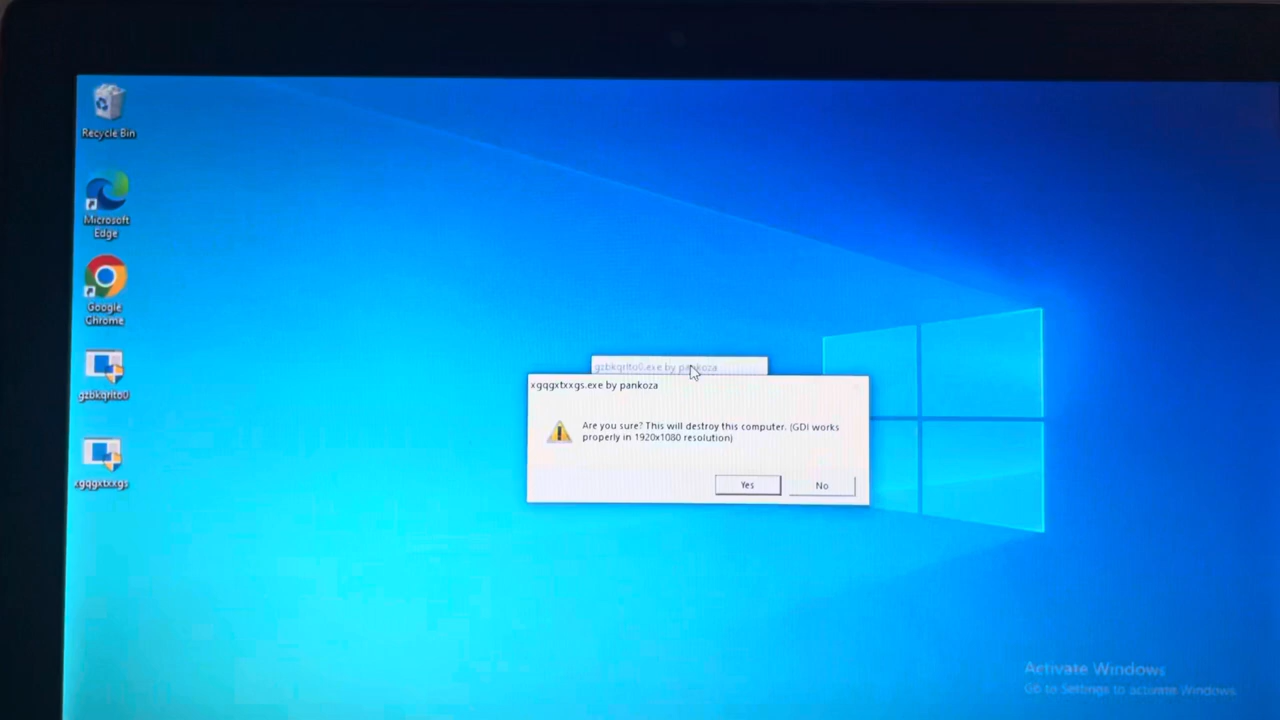 Recycle Bin
Microsoft
Edge
Google
Chrome
gzbkqrito0
xgqgxtxxgs
gzbkqrito0.exe by pankoza
xgqgxtxxgs.exe by pankoza
Are you sure? This will destroy this computer. (GDI works
properly in 1920x1080 resolution)
Yes
No
Activate Windows
Go to Settings to activate Windows.